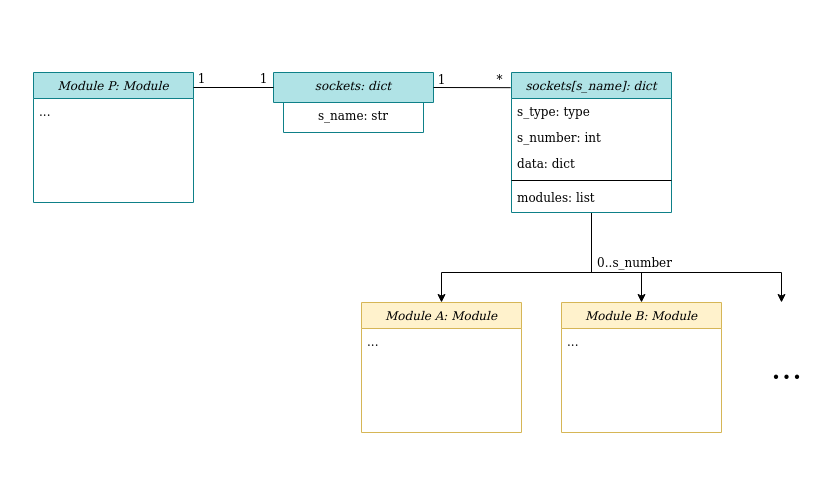 Module P: Module
...
1
1
sockets: dict
s_name: str
1
*
sockets[s_name]: dict
s_type: type
s_number: int
data: dict
modules: list
0..s_number
Module A: Module
...
Module B: Module
...
...